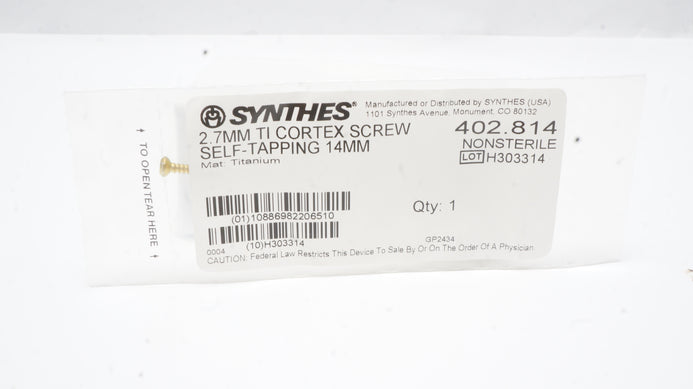 SYNTHES®
Manufactured or Distributed by SYNTHES (USA)
1101 Synthes Avenue, Monument, CO 80132
2.7MM TI CORTEX SCREW
SELF-TAPPING 14MM
Mat: Titanium
402.814
NONSTERILE
LOT H303314
(01)10886982206510
Qty: 1
(10)H303314
G004
GP2434
CAUTION: Federal Law Restricts This Device To Sale By Or On The Order Of A Physician
↑ TO OPEN TEAR HERE ↑